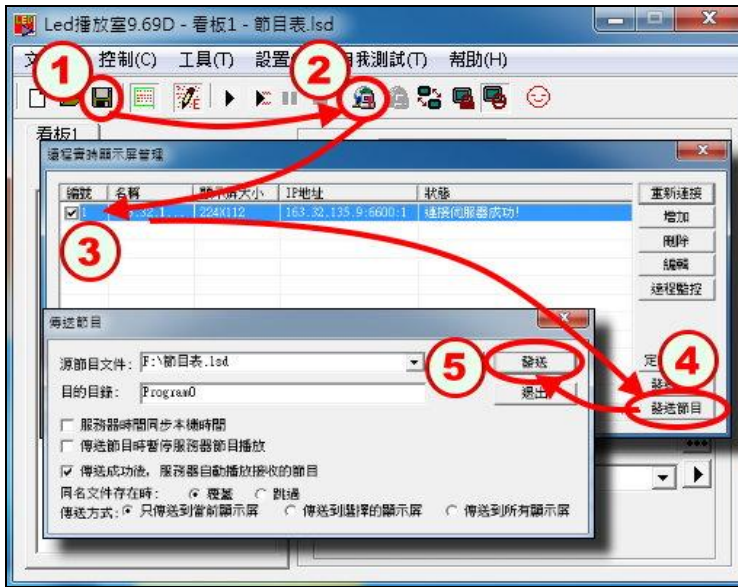 Led播放室9.69D - 看板1 - 節目表.lsd
控制(C) 工具(T) 設置 自我測試(T) 幫助(H)
1
2
看板1
遠程實時顯示屏管理
編號 名稱 顯示屏大小 IP地址 狀態
1 224X112 163.32.135.9:6600:1 連接伺服器成功!
重新連接
增加
刪除
編輯
遠程監控
3
4
發送節目
傳送節目
源節目文件: F:\節目表.lsd
5
發送
目的目錄: Program0
退出
服務器時間同步本機時間
傳送節目時暫停服務器節目播放
傳送成功後, 服務器自動播放接收的節目
同名文件存在時: 覆蓋 跳過
傳送方式: 只傳送到當前顯示屏 傳送到選擇的顯示屏 傳送到所有顯示屏